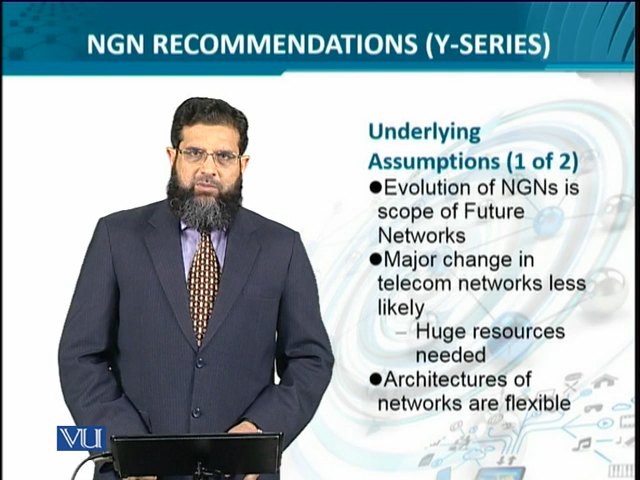 NGN RECOMMENDATIONS (Y-SERIES)
Underlying
Assumptions (1 of 2)
●Evolution of NGNs is
scope of Future
Networks
●Major change in
telecom networks less
likely
– Huge resources
needed
●Architectures of
networks are flexible
VU